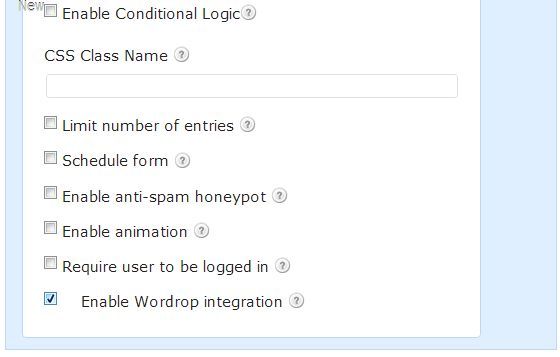 New
Enable Conditional Logic ?
CSS Class Name ?
Limit number of entries ?
Schedule form ?
Enable anti-spam honeypot ?
Enable animation ?
Require user to be logged in ?
Enable Wordrop integration ?